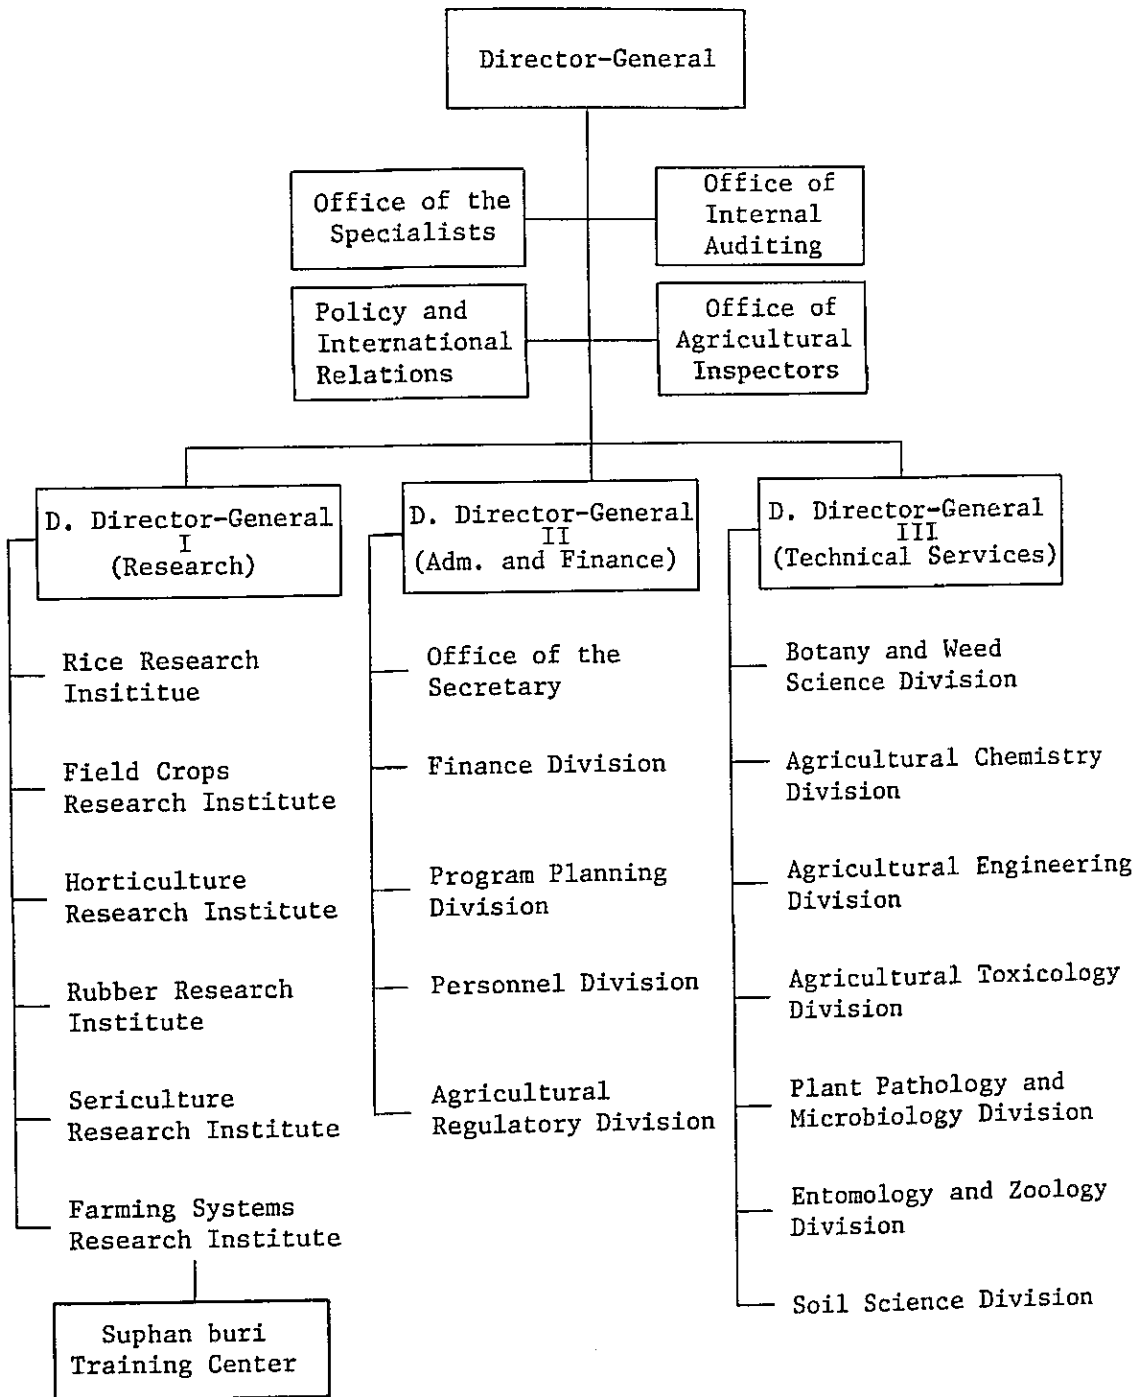 Director-General
Office of the
Specialists
Office of
Internal
Auditing
Policy and
International
Relations
Office of
Agricultural
Inspectors
D. Director-General
I
(Research)
D. Director-General
II
(Adm. and Finance)
D. Director-General
III
(Technical Services)
Rice Research
Insititue
Field Crops
Research Institute
Horticulture
Research Institute
Rubber Research
Institute
Sericulture
Research Institute
Farming Systems
Research Institute
Suphan buri
Training Center
Office of the
Secretary
Finance Division
Program Planning
Division
Personnel Division
Agricultural
Regulatory Division
Botany and Weed
Science Division
Agricultural Chemistry
Division
Agricultural Engineering
Division
Agricultural Toxicology
Division
Plant Pathology and
Microbiology Division
Entomology and Zoology
Division
Soil Science Division